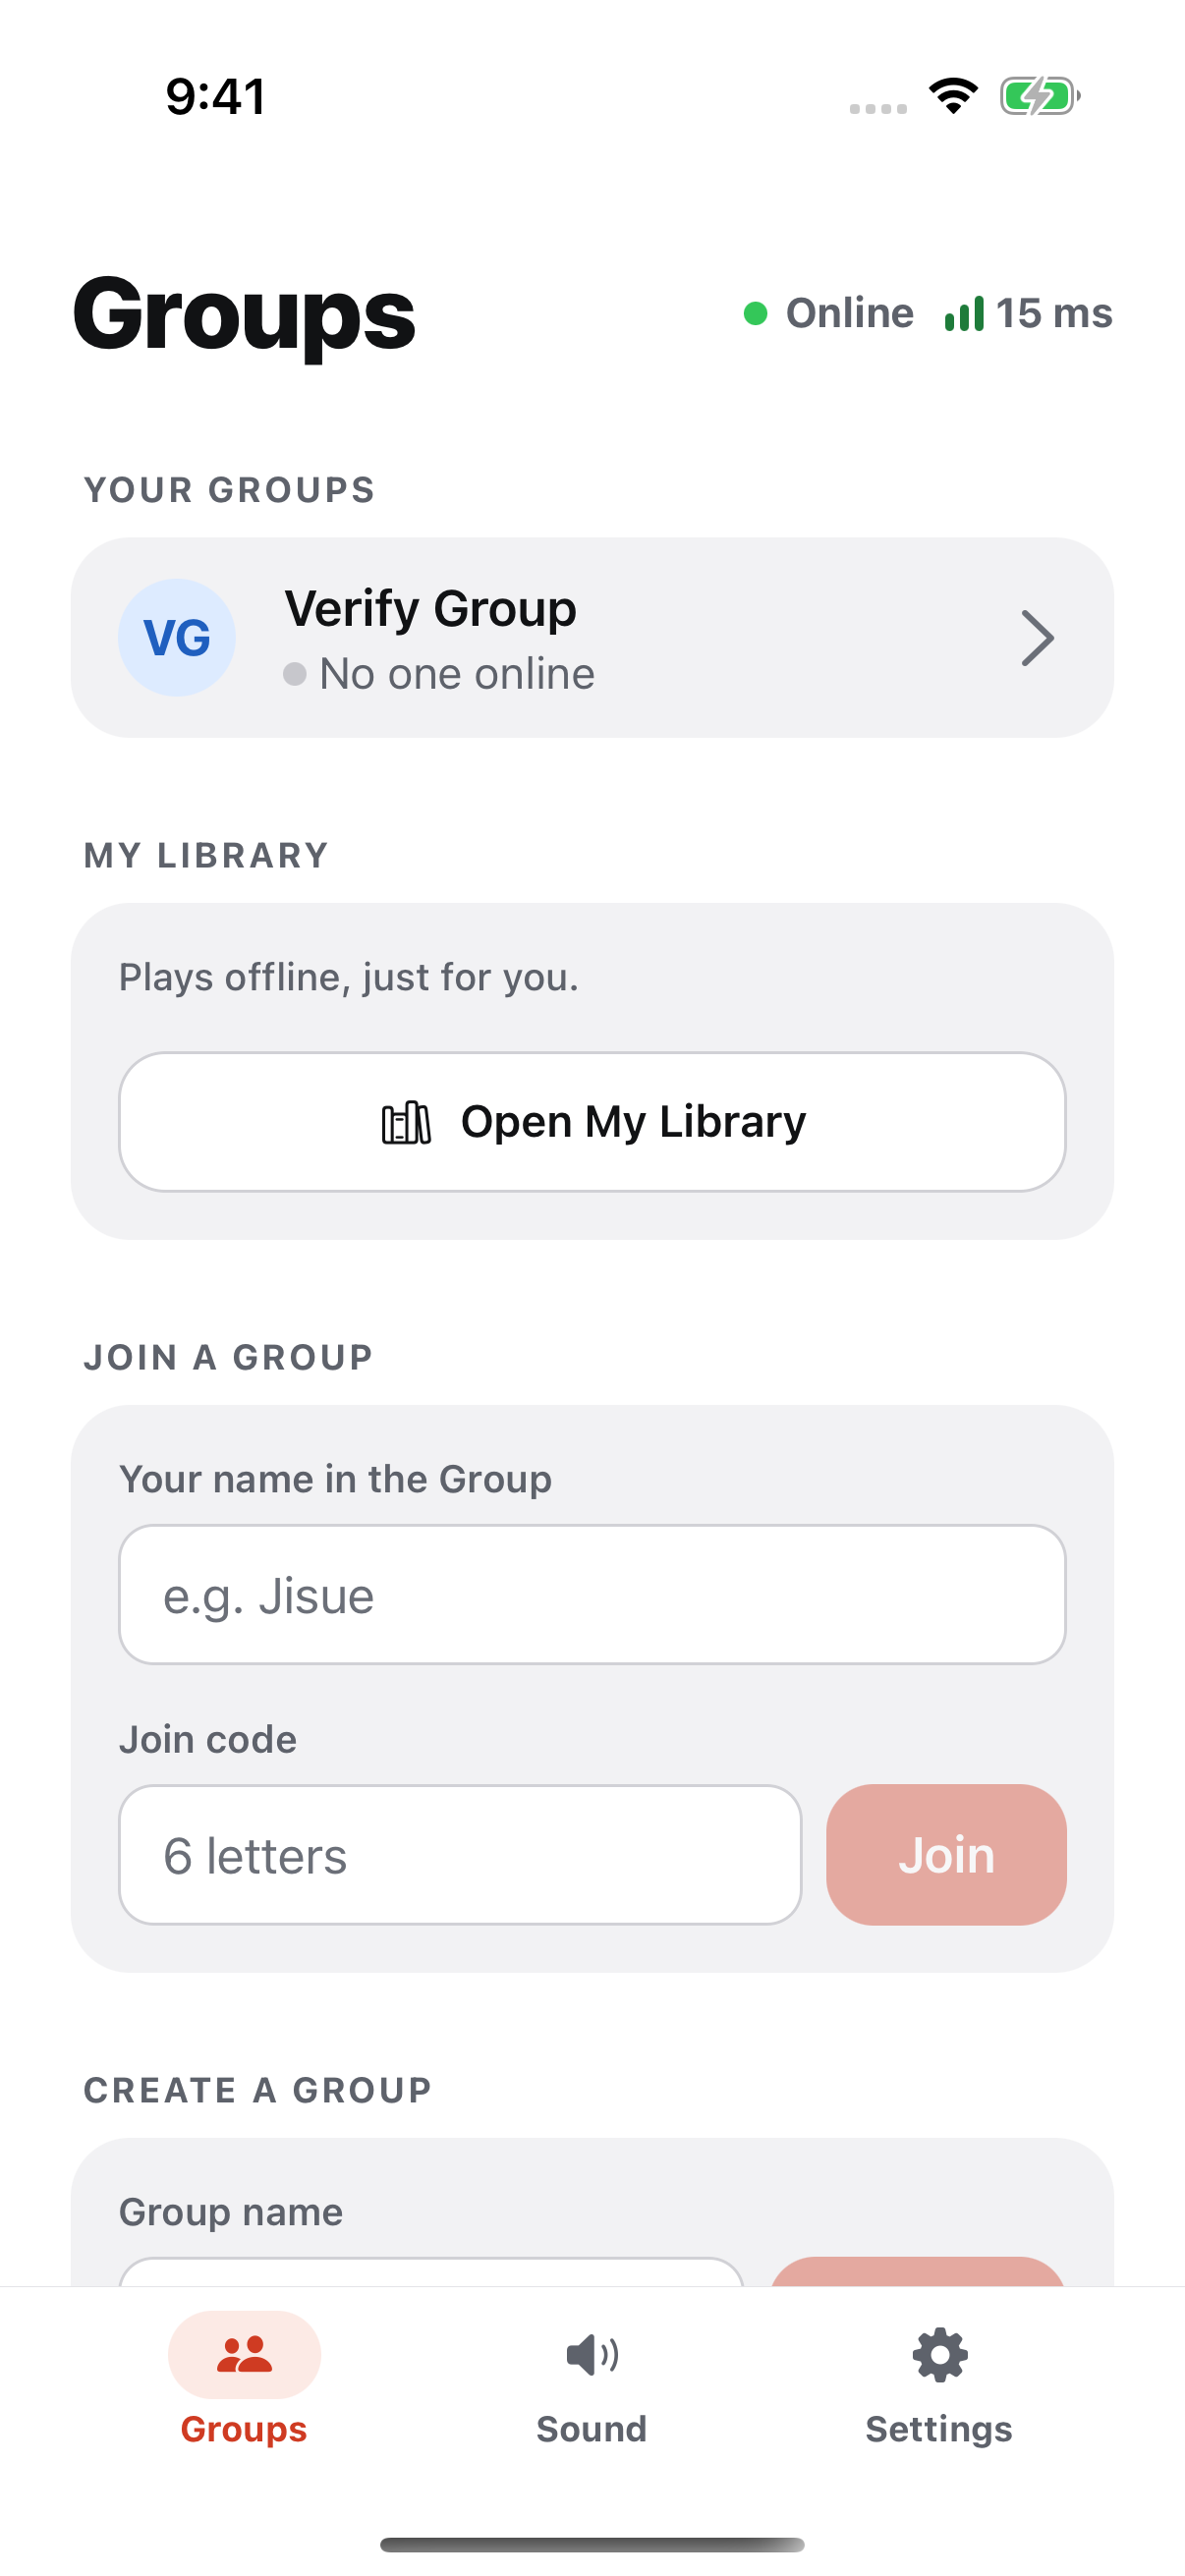 9:41
Groups
Online 15 ms
YOUR GROUPS
VG
Verify Group
No one online
MY LIBRARY
Plays offline, just for you.
Open My Library
JOIN A GROUP
Your name in the Group
e.g. Jisue
Join code
6 letters Join
CREATE A GROUP
Group name
Groups Sound Settings